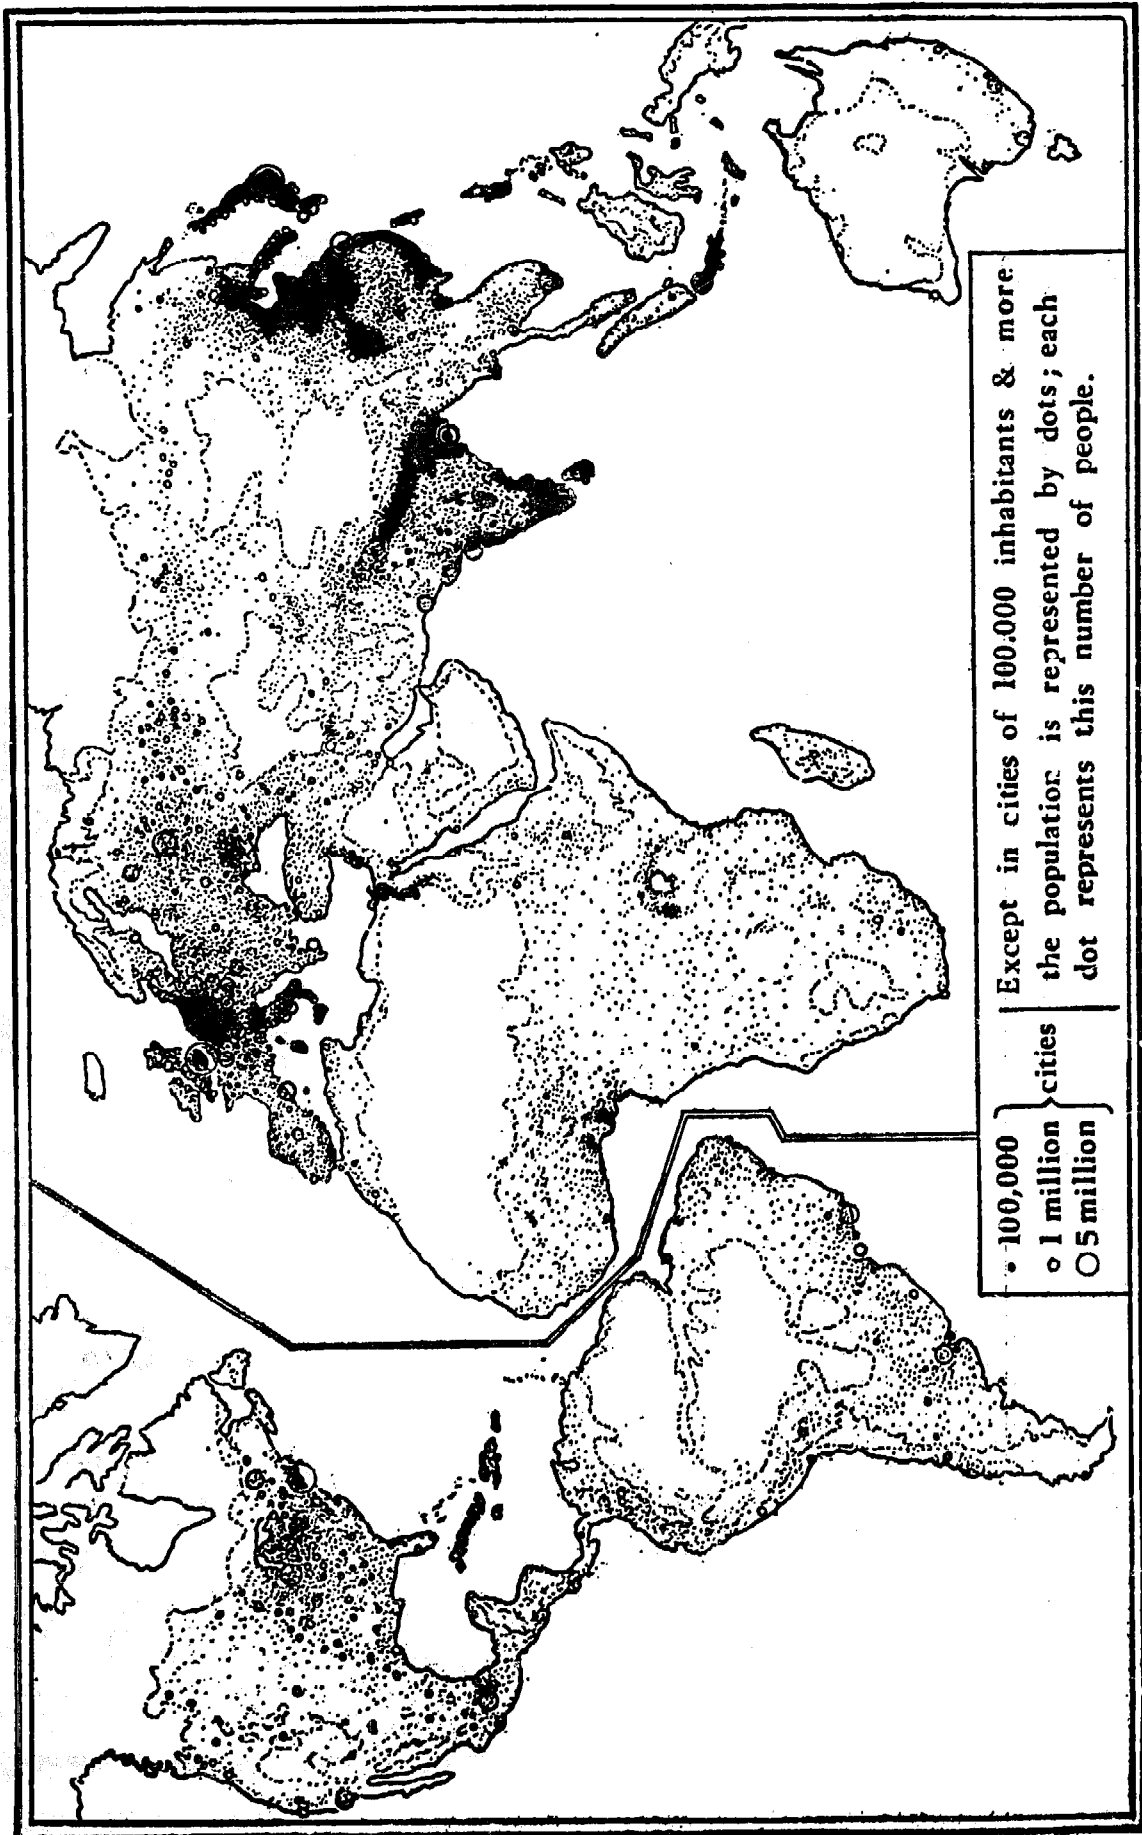 • 100,000
○ 1 million
○ 5 million
cities
Except in cities of 100.000 inhabitants & more
the population is represented by dots; each
dot represents this number of people.